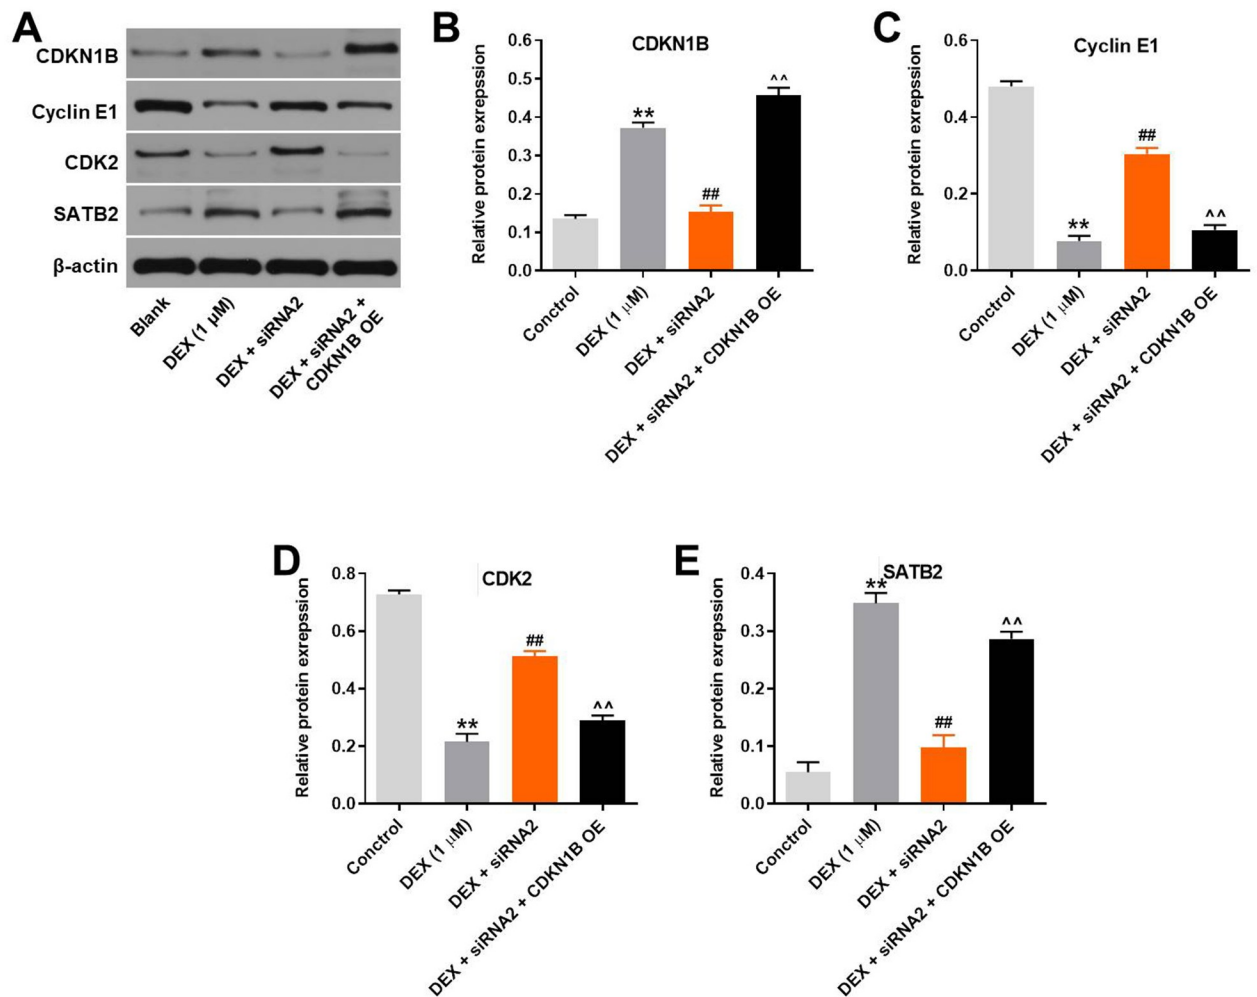 A
CDKN1B
Cyclin E1
CDK2
SATB2
β-actin
Blank
DEX (1 μM)
DEX + siRNA2
DEX + siRNA2 +
CDKN1B OE
B
CDKN1B
Relative protein exrepssion
0.6
0.5
0.4
0.3
0.2
0.1
0.0
**
##
^^
Conctrol
DEX (1 μM)
DEX + siRNA2
DEX + siRNA2 + CDKN1B OE
C
Cyclin E1
Relative protein exrepssion
0.6
0.4
0.2
0.0
**
##
^^
Conctrol
DEX (1 μM)
DEX + siRNA2
DEX + siRNA2 + CDKN1B OE
D
CDK2
Relative protein exrepssion
0.8
0.6
0.4
0.2
0.0
**
##
^^
Conctrol
DEX (1 μM)
DEX + siRNA2
DEX + siRNA2 + CDKN1B OE
E
SATB2
Relative protein exrepssion
0.4
0.3
0.2
0.1
0.0
**
##
^^
Conctrol
DEX (1 μM)
DEX + siRNA2
DEX + siRNA2 + CDKN1B OE